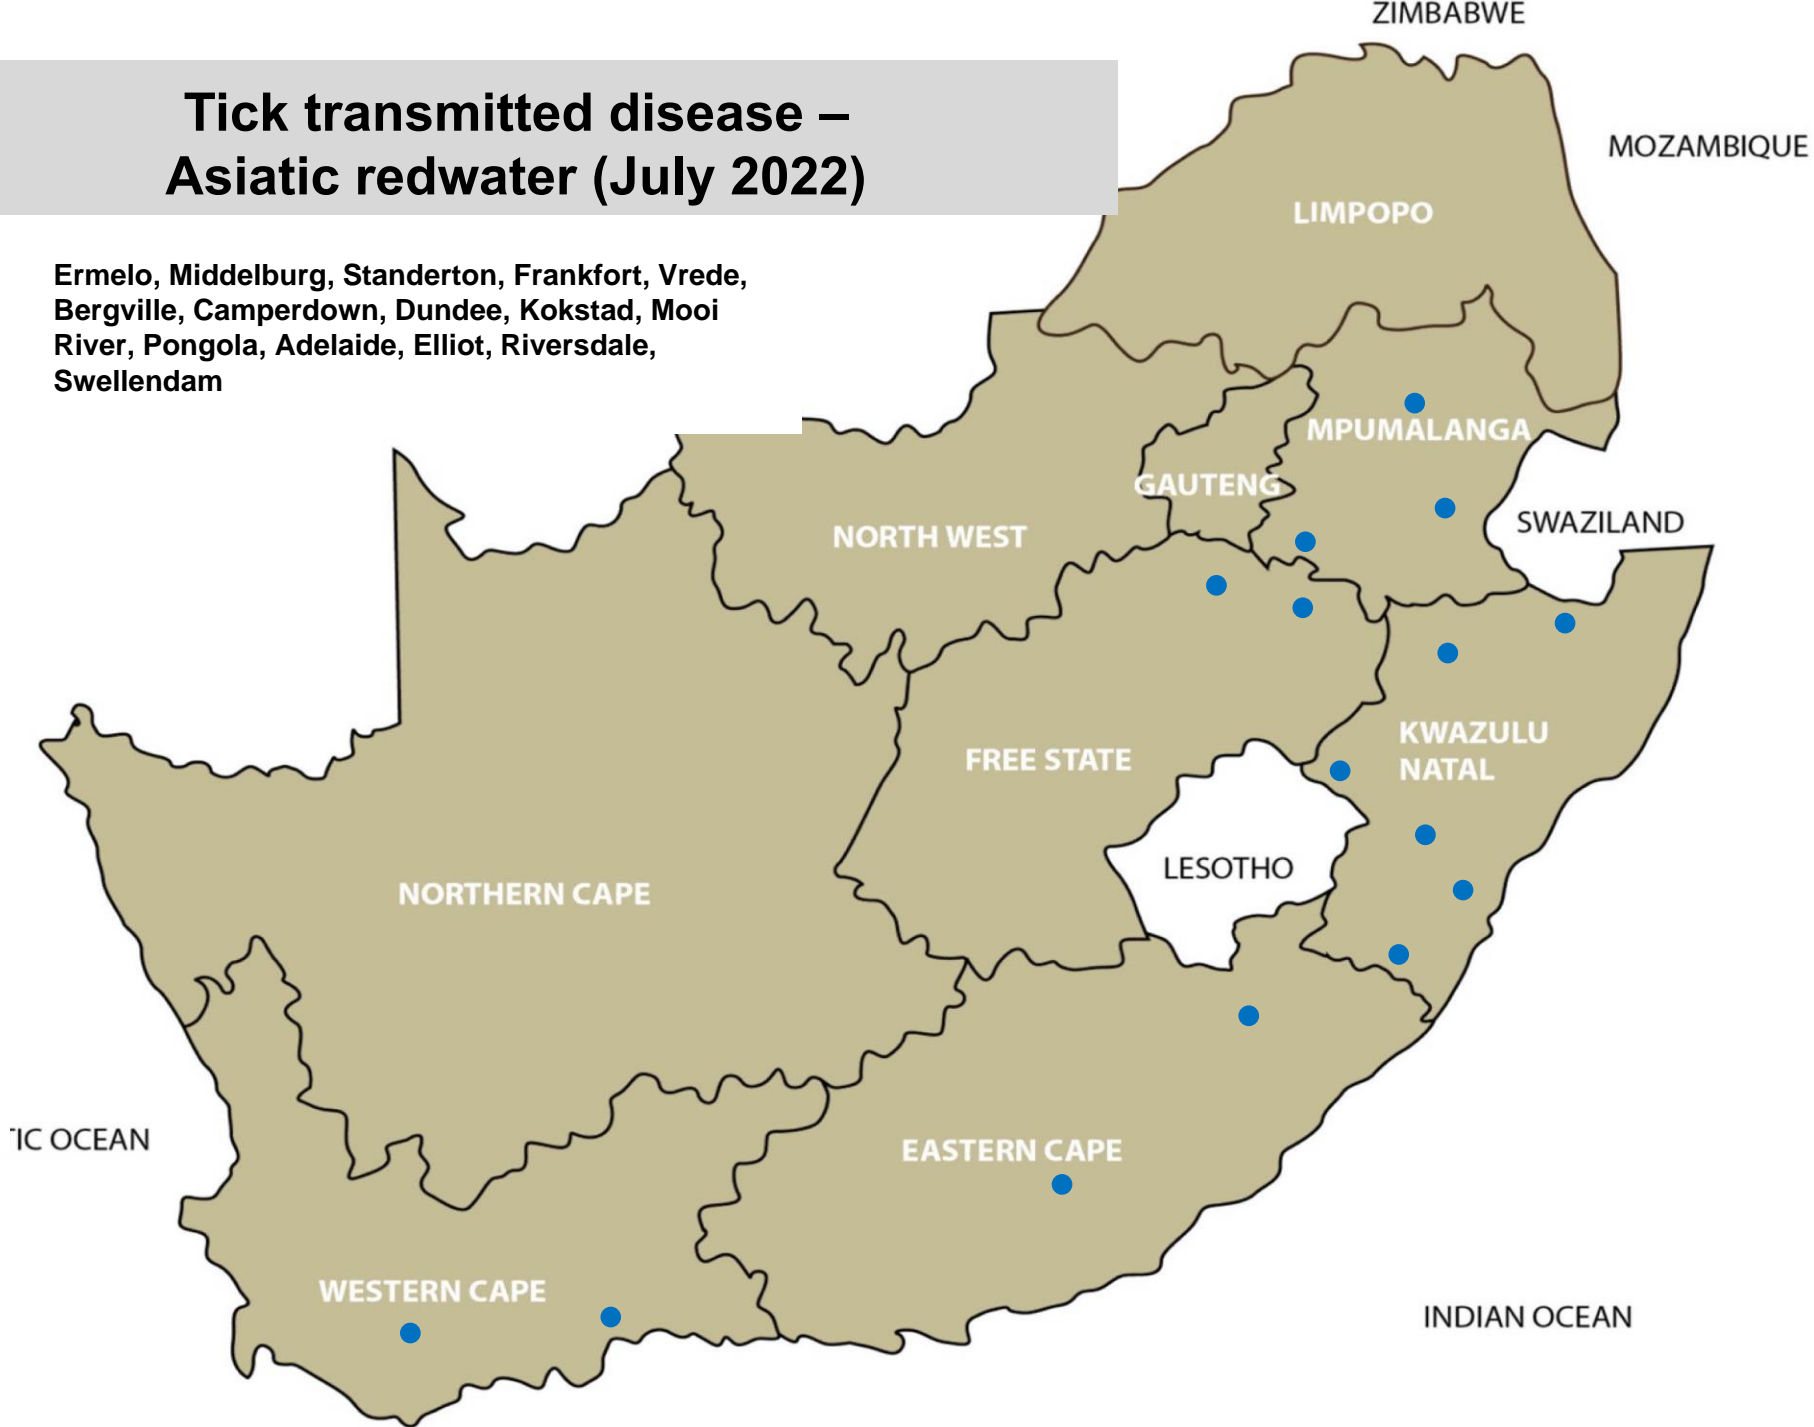 ZIMBABWE
Tick transmitted disease –
Asiatic redwater (July 2022)
MOZAMBIQUE
LIMPOPO
Ermelo, Middelburg, Standerton, Frankfort, Vrede,
Bergville, Camperdown, Dundee, Kokstad, Mooi
River, Pongola, Adelaide, Elliot, Riversdale,
Swellendam
MPUMALANGA
GAUTENG
SWAZILAND
NORTH WEST
KWAZULU
NATAL
FREE STATE
LESOTHO
NORTHERN CAPE
TIC OCEAN
EASTERN CAPE
WESTERN CAPE
INDIAN OCEAN